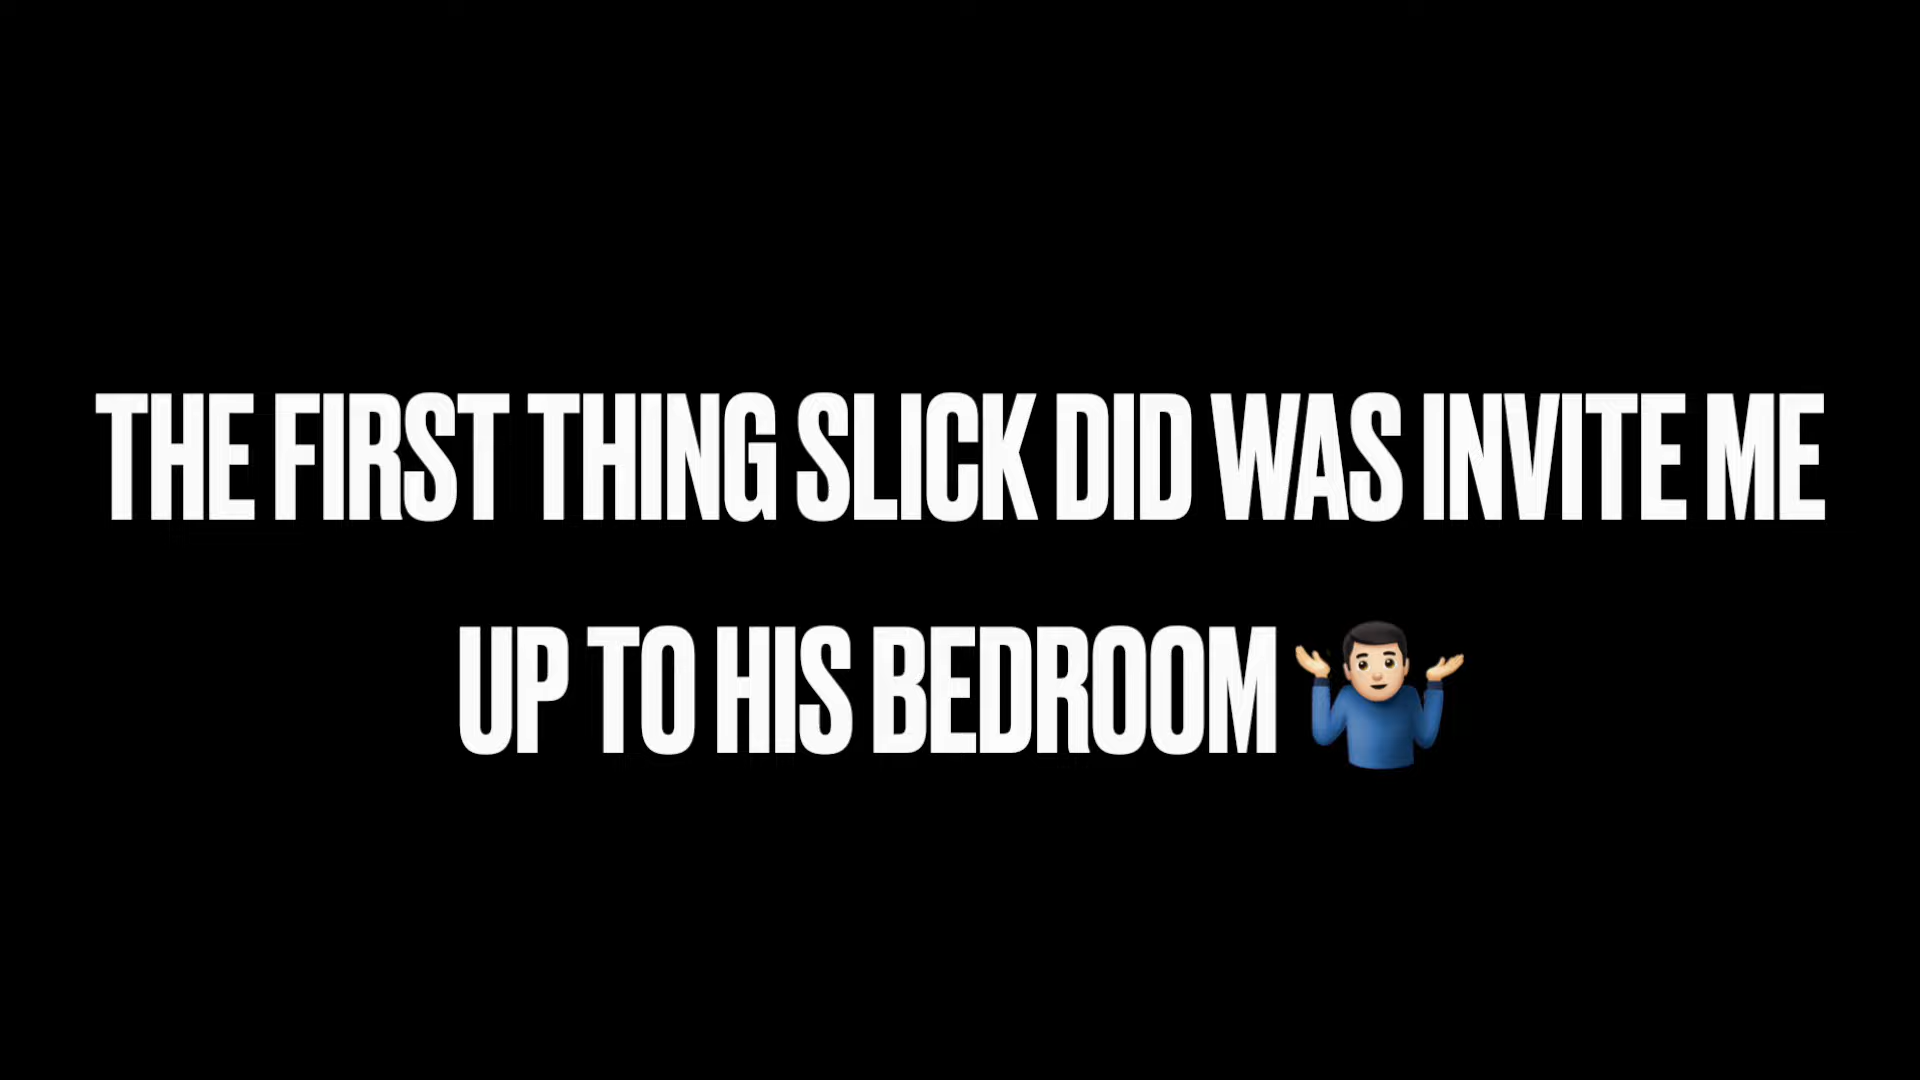 THE FIRST THING SLICK DID WAS INVITE ME
UP TO HIS BEDROOM 🤷🏻‍♂️